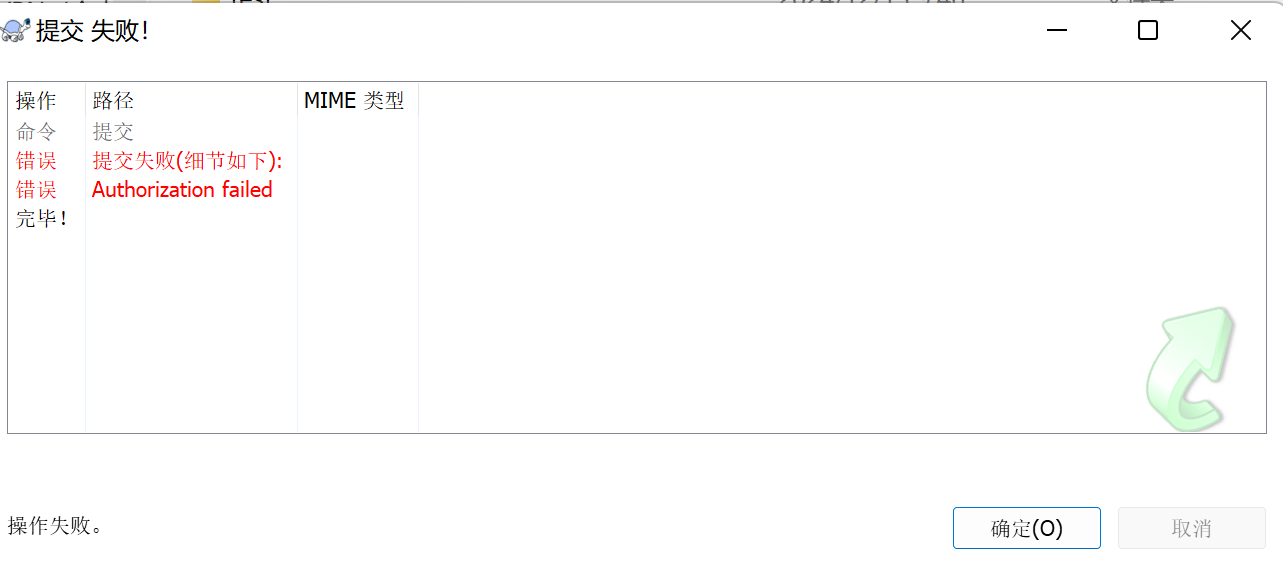 提交 失败!
操作 路径 MIME 类型
命令 提交
错误 提交失败(细节如下):
错误 Authorization failed
完毕!
操作失败。
确定(O) 取消